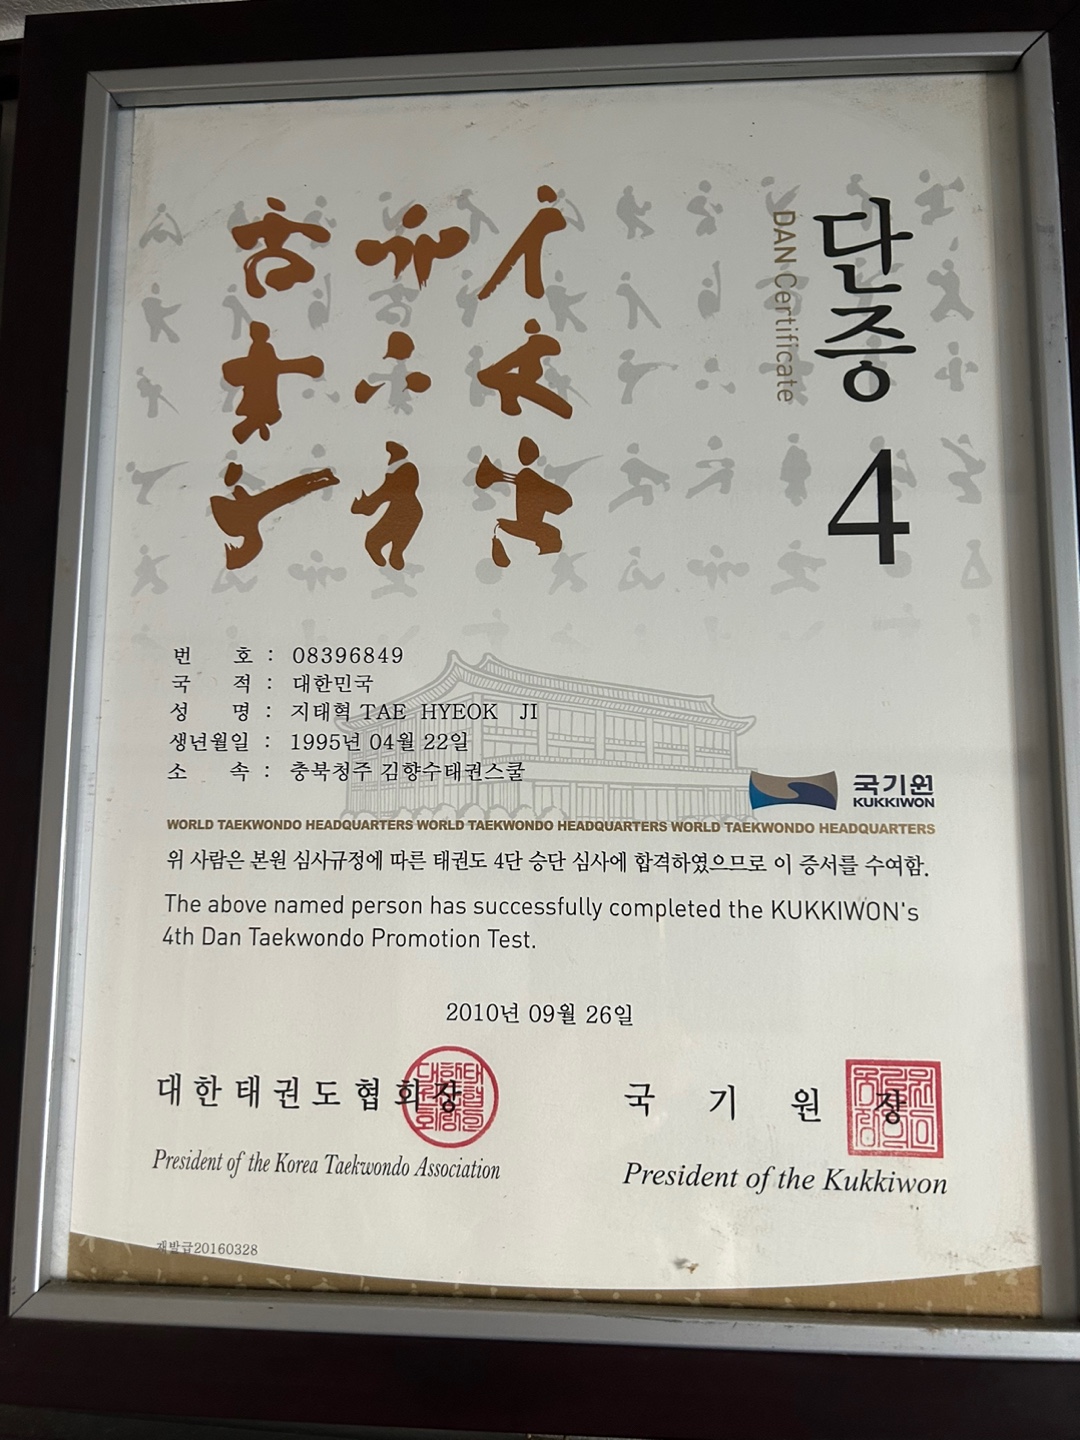 단증
DAN Certificate
4
번 호 : 08396849
국 적 : 대한민국
성 명 : 지태혁 TAE HYEOK JI
생년월일 : 1995년 04월 22일
소 속 : 충북청주 김향수태권스쿨
국기원
KUKKIWON
WORLD TAEKWONDO HEADQUARTERS WORLD TAEKWONDO HEADQUARTERS WORLD TAEKWONDO HEADQUARTERS
위 사람은 본원 심사규정에 따른 태권도 4단 승단 심사에 합격하였으므로 이 증서를 수여함.
The above named person has successfully completed the KUKKIWON's
4th Dan Taekwondo Promotion Test.
2010년 09월 26일
대한태권도협회장
President of the Korea Taekwondo Association
국 기 원 장
President of the Kukkiwon
재발급20160328